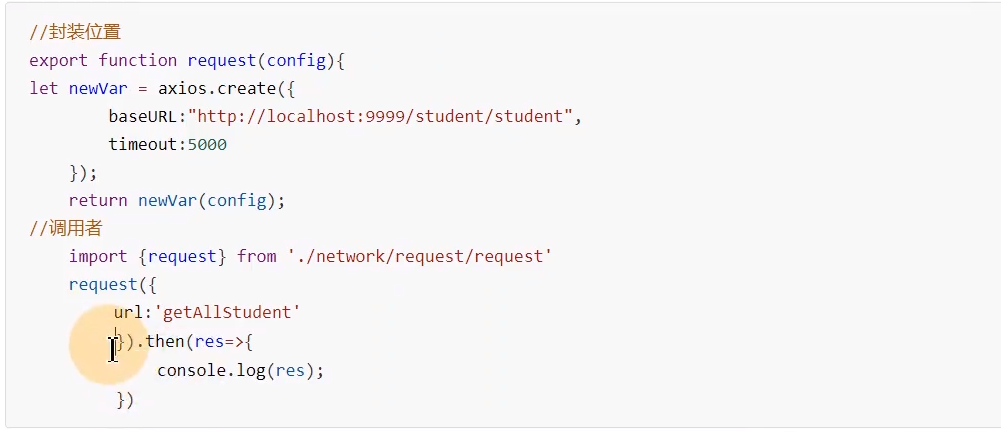 //封装位置
export function request(config){
let newVar = axios.create({
baseURL:"http://localhost:9999/student/student",
timeout:5000
});
return newVar(config);
//调用者
import {request} from './network/request/request'
request({
url:'getAllStudent'
}).then(res=>{
console.log(res);
})